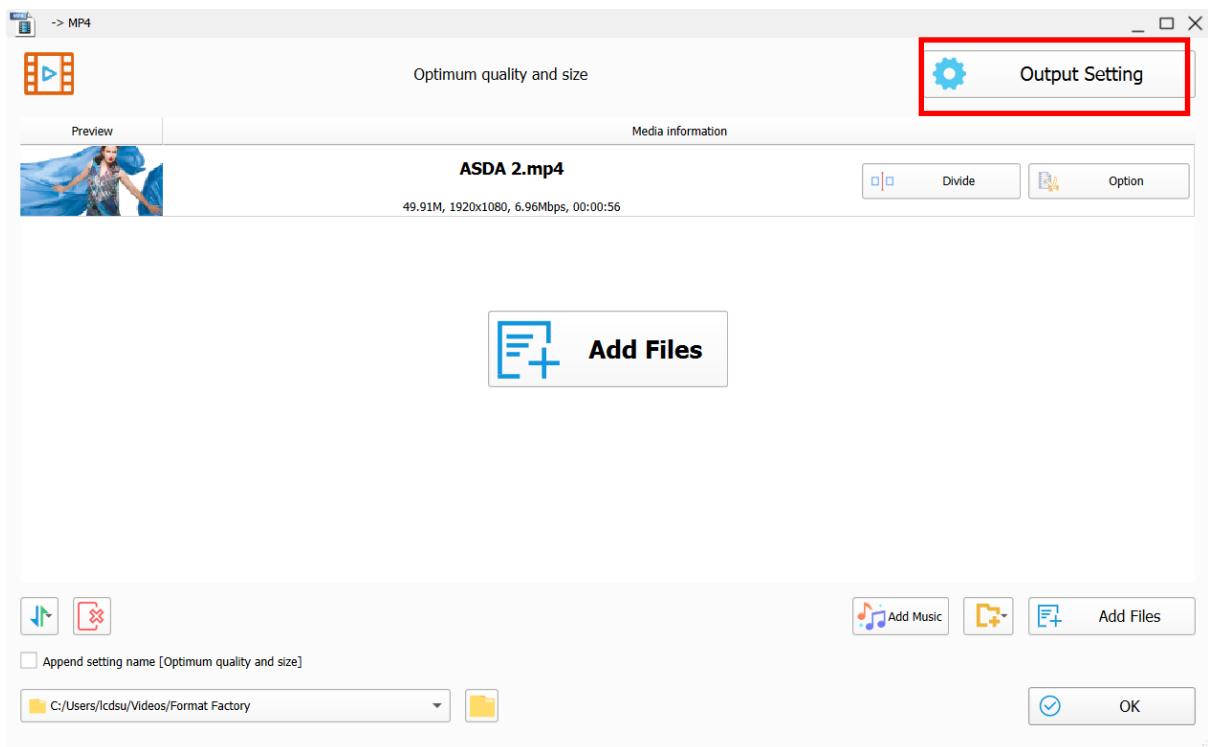 -> MP4
Optimum quality and size
Output Setting
Preview
Media information
ASDA 2.mp4
49.91M, 1920x1080, 6.96Mbps, 00:00:56
Divide
Option
Add Files
Add Music
Add Files
Append setting name [Optimum quality and size]
C:/Users/lcdsu/Videos/Format Factory
OK